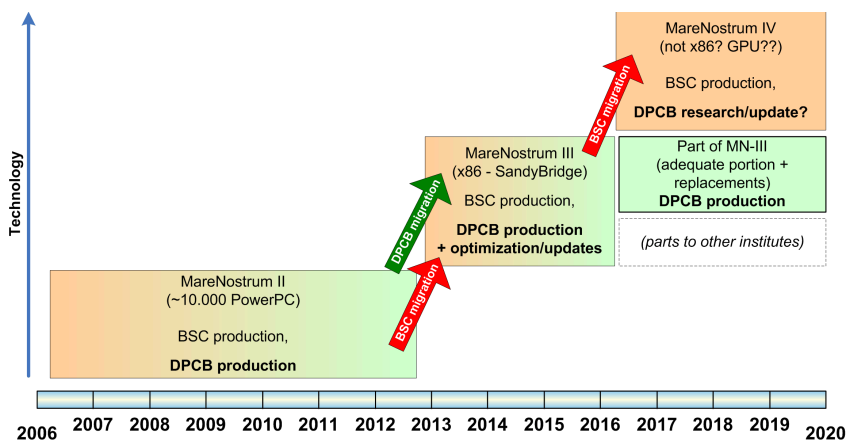 MareNostrum IV
(not x86? GPU??)
BSC production,
DPCB research/update?
BSC migration
MareNostrum III
(x86 - SandyBridge)
BSC production,
DPCB production
+ optimization/updates
Part of MN-III
(adequate portion +
replacements)
DPCB production
(parts to other institutes)
Technology
DPCB migration
BSC migration
MareNostrum II
(~10.000 PowerPC)
BSC production,
DPCB production
2006 2007 2008 2009 2010 2011 2012 2013 2014 2015 2016 2017 2018 2019 2020